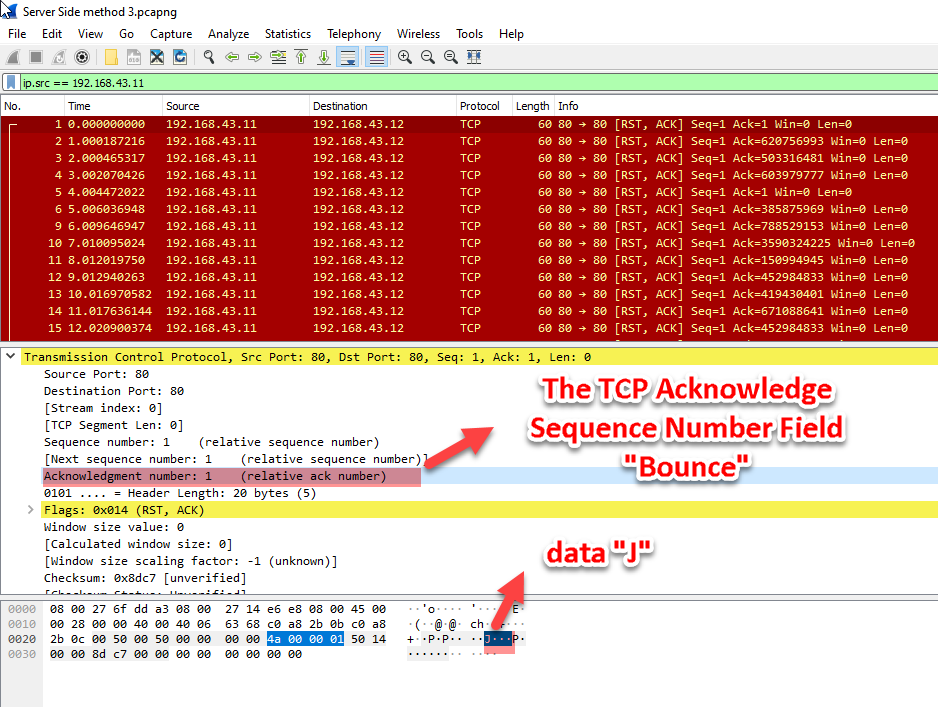 Server Side method 3.pcapng
File Edit View Go Capture Analyze Statistics Telephony Wireless Tools Help
ip.src == 192.168.43.11
No. Time Source Destination Protocol Length Info
1 0.000000000 192.168.43.11 192.168.43.12 TCP 60 80 → 80 [RST, ACK] Seq=1 Ack=1 Win=0 Len=0
2 1.000187216 192.168.43.11 192.168.43.12 TCP 60 80 → 80 [RST, ACK] Seq=1 Ack=620756993 Win=0 Len=0
3 2.000465317 192.168.43.11 192.168.43.12 TCP 60 80 → 80 [RST, ACK] Seq=1 Ack=503316481 Win=0 Len=0
4 3.002070426 192.168.43.11 192.168.43.12 TCP 60 80 → 80 [RST, ACK] Seq=1 Ack=603979777 Win=0 Len=0
5 4.004472022 192.168.43.11 192.168.43.12 TCP 60 80 → 80 [RST, ACK] Seq=1 Ack=1 Win=0 Len=0
6 5.006036948 192.168.43.11 192.168.43.12 TCP 60 80 → 80 [RST, ACK] Seq=1 Ack=385875969 Win=0 Len=0
9 6.009646947 192.168.43.11 192.168.43.12 TCP 60 80 → 80 [RST, ACK] Seq=1 Ack=788529153 Win=0 Len=0
10 7.010095024 192.168.43.11 192.168.43.12 TCP 60 80 → 80 [RST, ACK] Seq=1 Ack=3590324225 Win=0 Len=0
11 8.012019750 192.168.43.11 192.168.43.12 TCP 60 80 → 80 [RST, ACK] Seq=1 Ack=150994945 Win=0 Len=0
12 9.012940263 192.168.43.11 192.168.43.12 TCP 60 80 → 80 [RST, ACK] Seq=1 Ack=452984833 Win=0 Len=0
13 10.016970582 192.168.43.11 192.168.43.12 TCP 60 80 → 80 [RST, ACK] Seq=1 Ack=419430401 Win=0 Len=0
14 11.017636144 192.168.43.11 192.168.43.12 TCP 60 80 → 80 [RST, ACK] Seq=1 Ack=671088641 Win=0 Len=0
15 12.020900374 192.168.43.11 192.168.43.12 TCP 60 80 → 80 [RST, ACK] Seq=1 Ack=452984833 Win=0 Len=0
Transmission Control Protocol, Src Port: 80, Dst Port: 80, Seq: 1, Ack: 1, Len: 0
Source Port: 80
Destination Port: 80
[Stream index: 0]
[TCP Segment Len: 0]
Sequence number: 1 (relative sequence number)
[Next sequence number: 1 (relative sequence number)]
Acknowledgment number: 1 (relative ack number)
0101 .... = Header Length: 20 bytes (5)
Flags: 0x014 (RST, ACK)
Window size value: 0
[Calculated window size: 0]
[Window size scaling factor: -1 (unknown)]
Checksum: 0x8dc7 [unverified]
The TCP Acknowledge
Sequence Number Field
"Bounce"
data "J"
0000 08 00 27 6f dd a3 08 00 27 14 e6 e8 08 00 45 00 ··'o···· '·····E·
0010 00 28 00 00 40 00 40 06 63 68 c0 a8 2b 0b c0 a8 ·(··@·@· ch··+···
0020 2b 0c 00 50 00 50 00 00 00 00 4a 00 00 01 50 14 +··P·P·· ··J···P·
0030 00 00 8d c7 00 00 00 00 00 00 00 00 ········ ····